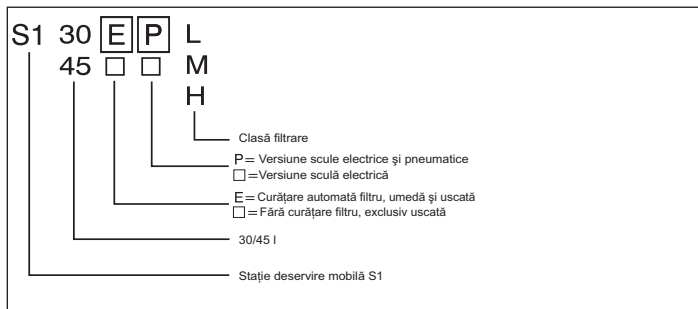 S1 30 E P L
45 □ □ M
H
Clasă filtrare
P= Versiune scule electrice şi pneumatice
□=Versiune sculă electrică
E= Curăţare automată filtru, umedă şi uscată
□= Fără curăţare filtru, exclusiv uscată
30/45 l
Staţie deservire mobilă S1